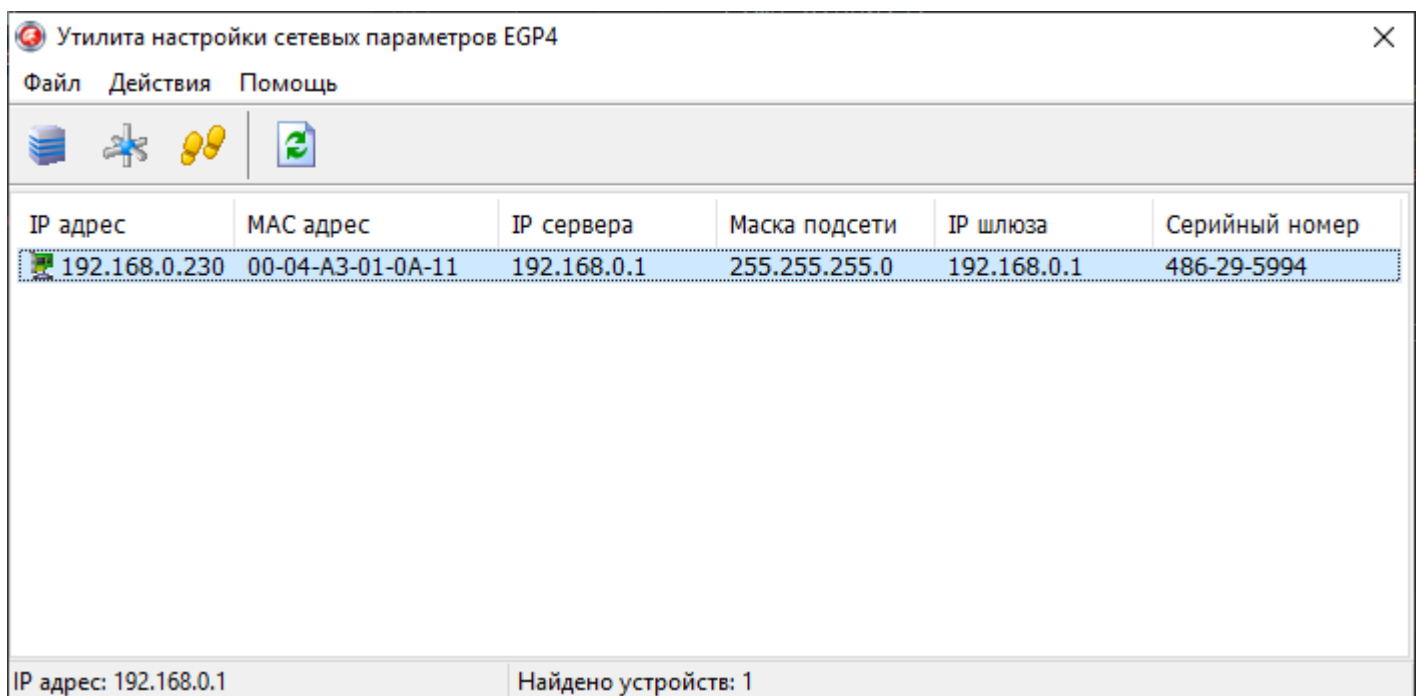 Утилита настройки сетевых параметров EGP4
Файл Действия Помощь
IP адрес MAC адрес IP сервера Маска подсети IP шлюза Серийный номер
192.168.0.230 00-04-A3-01-0A-11 192.168.0.1 255.255.255.0 192.168.0.1 486-29-5994
IP адрес: 192.168.0.1 Найдено устройств: 1